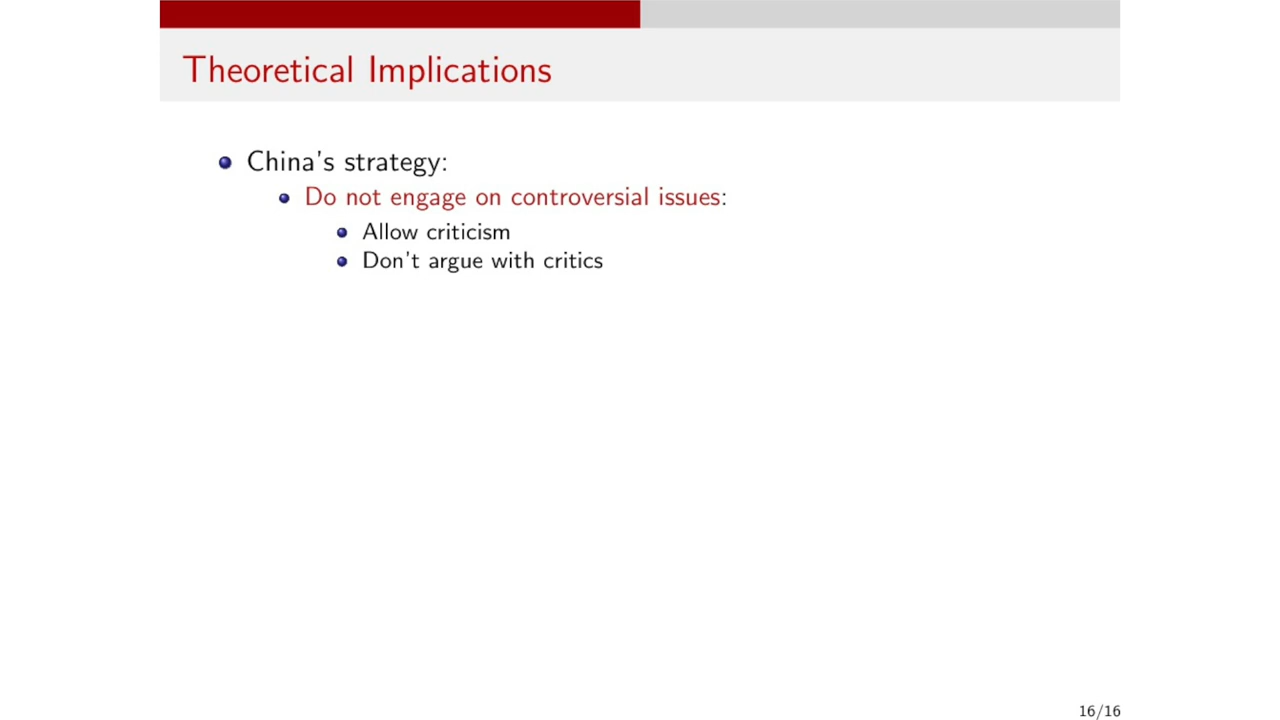 Theoretical Implications
China's strategy:
Do not engage on controversial issues:
Allow criticism
Don't argue with critics
16/16